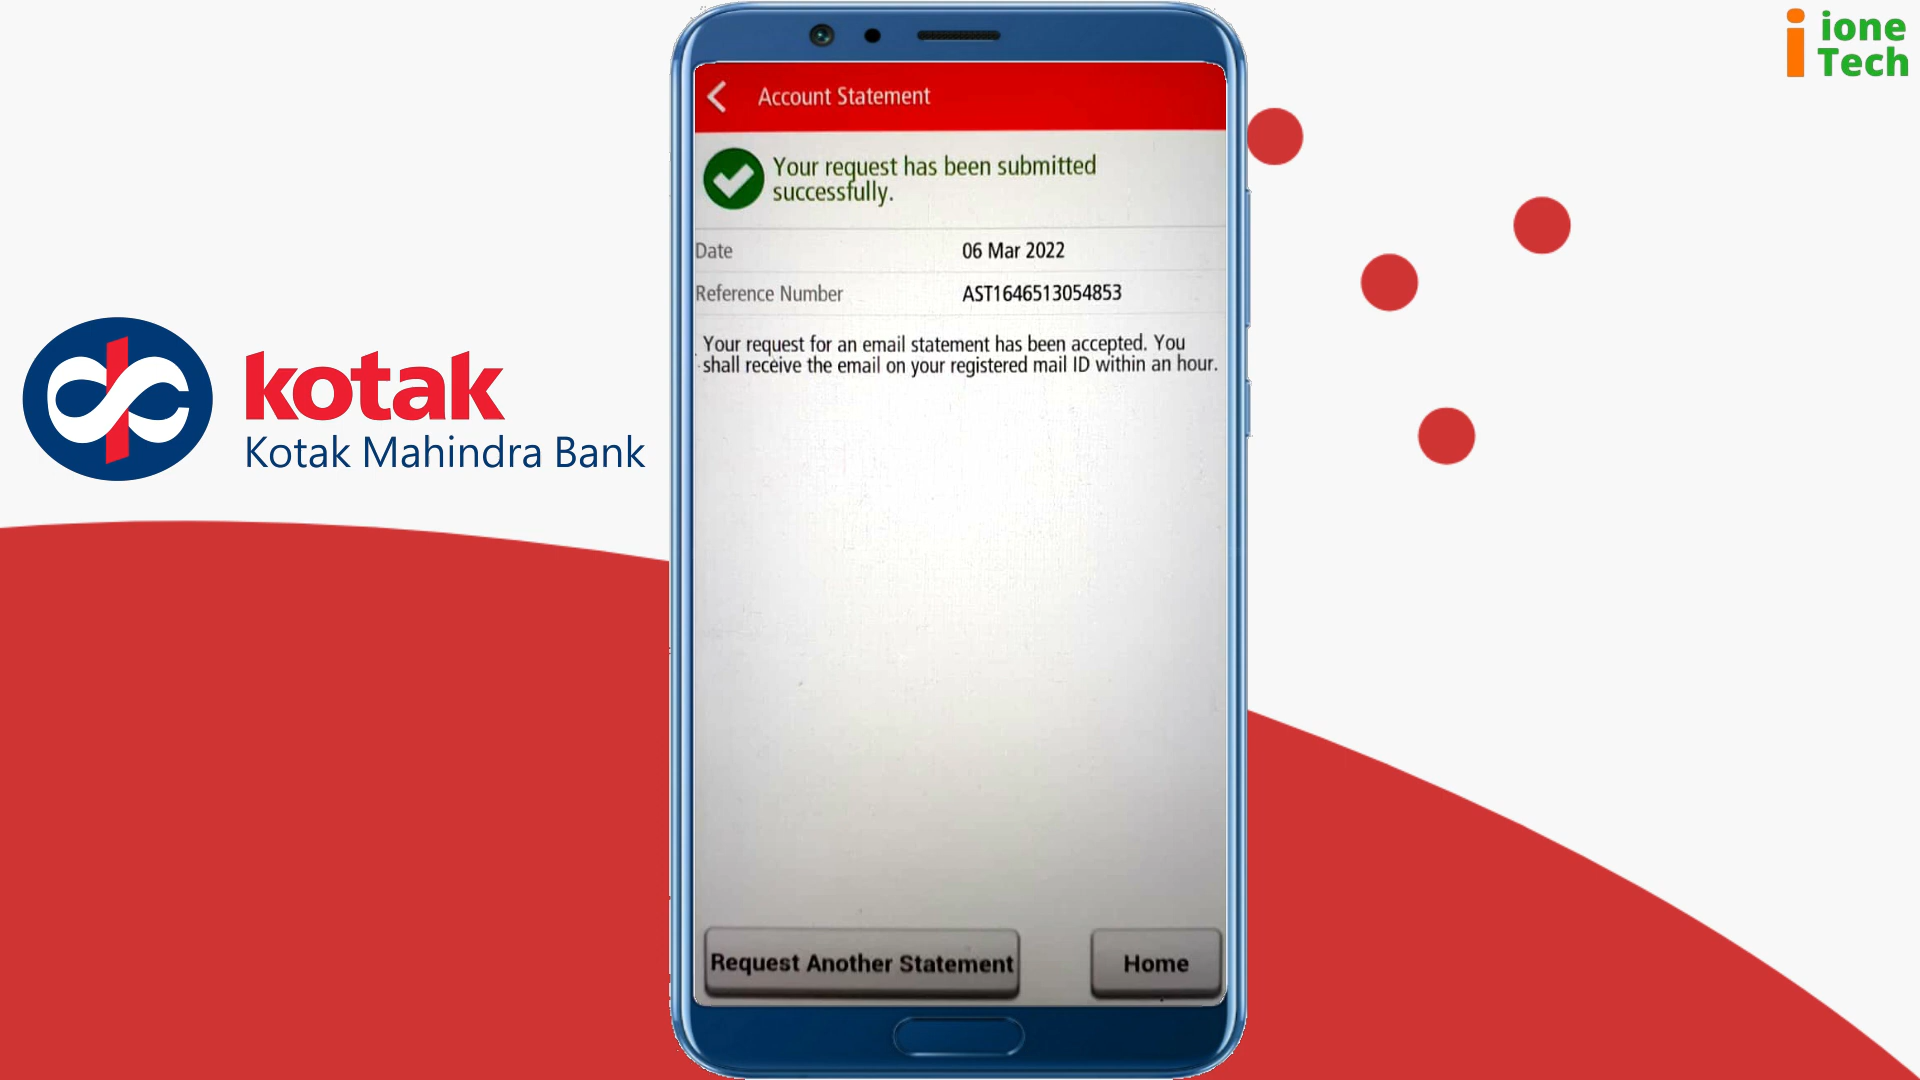 ione
Tech
Account Statement
Your request has been submitted
successfully.
Date 06 Mar 2022
Reference Number AST1646513054853
Your request for an email statement has been accepted. You
shall receive the email on your registered mail ID within an hour.
kotak
Kotak Mahindra Bank
Request Another Statement Home